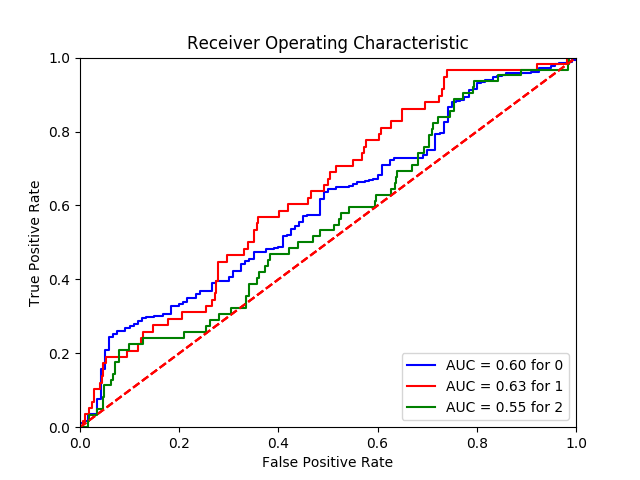 Receiver Operating Characteristic
True Positive Rate
1.0
0.8
0.6
0.4
0.2
0.0
AUC = 0.60 for 0
AUC = 0.63 for 1
AUC = 0.55 for 2
0.0 0.2 0.4 0.6 0.8 1.0
False Positive Rate